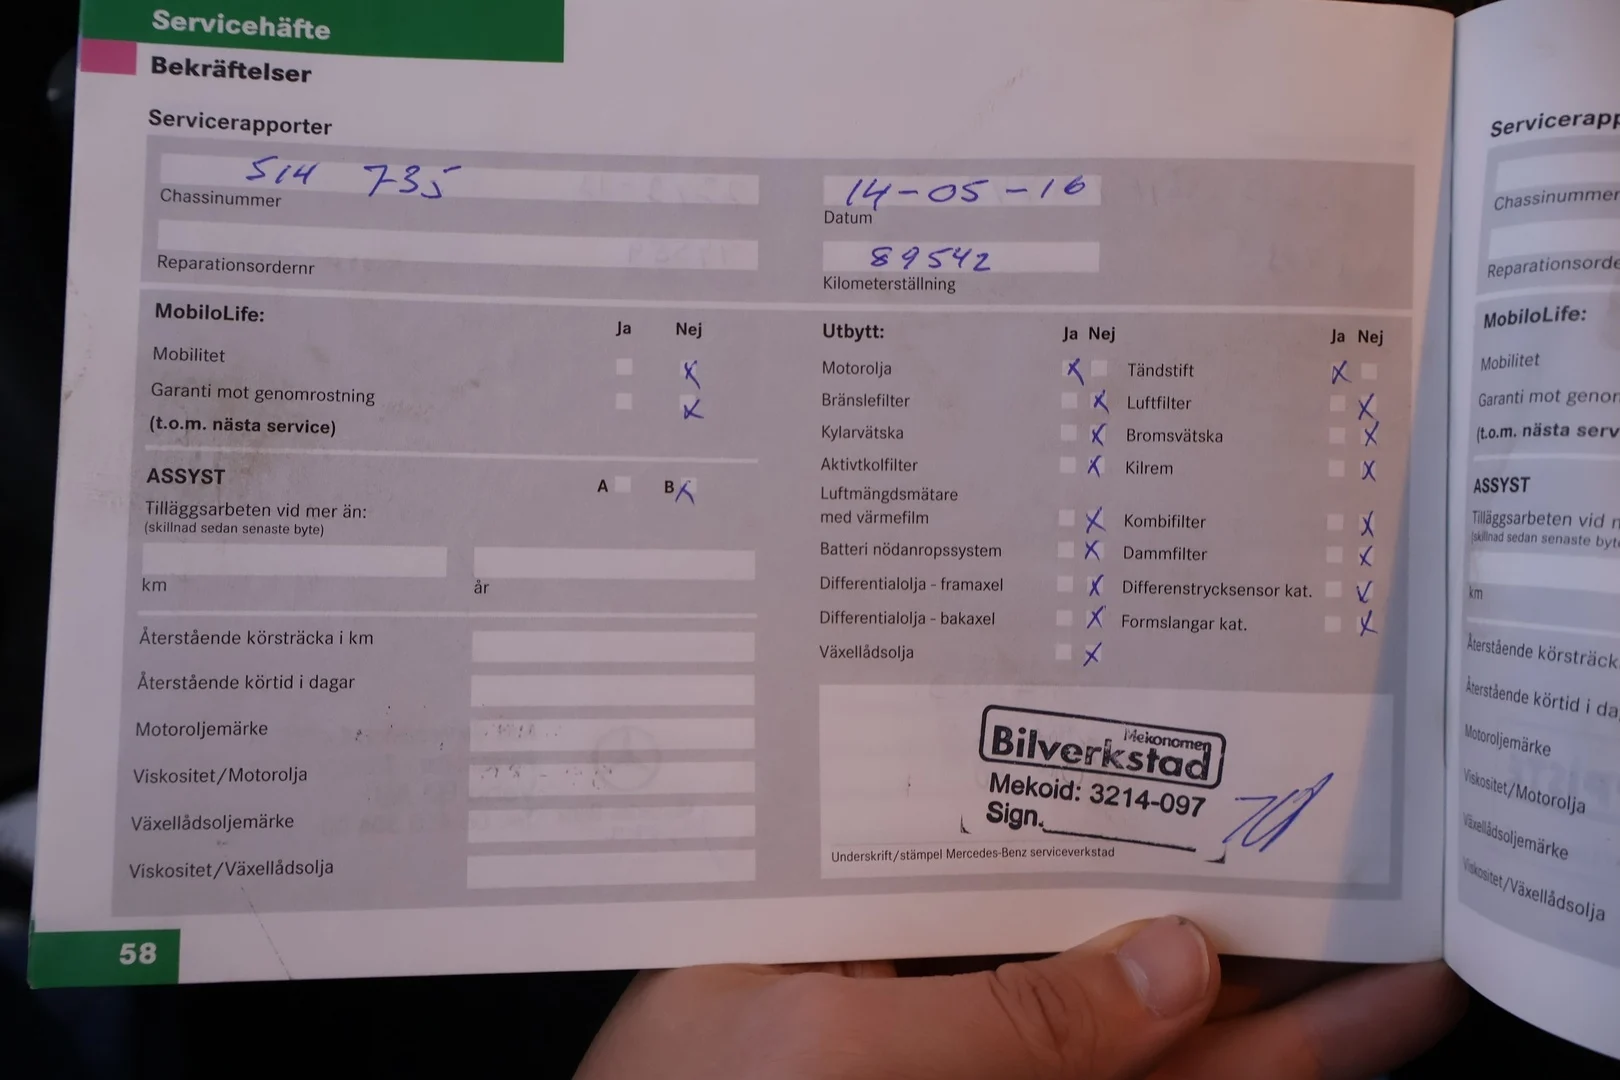 Servicehäfte
Bekräftelser
Servicerapporter
514 735
Chassinummer
14-05-16
Datum
Reparationsordernr
89542
Kilometerställning
MobiloLife:
Ja Nej
Mobilitet
Garanti mot genomrostning
(t.o.m. nästa service)
ASSYST
A B
Tilläggsarbeten vid mer än:
(skillnad sedan senaste byte)
km
år
Återstående körsträcka i km
Återstående körtid i dagar
Motoroljemärke
Viskositet/Motorolja
Växellådsoljemärke
Viskositet/Växellådsolja
Utbytt:
Ja Nej
Ja Nej
Motorolja
Tändstift
Bränslefilter
Luftfilter
Kylarvätska
Bromsvätska
Aktivtkolfilter
Kilrem
Luftmängdsmätare
med värmefilm
Kombifilter
Batteri nödanropssystem
Dammfilter
Differentialolja - framaxel
Differenstrycksensor kat.
Differentialolja - bakaxel
Formslangar kat.
Växellådsolja
Mekonomen
Bilverkstad
Mekoid: 3214-097
Sign.
Underskrift/stämpel Mercedes-Benz serviceverkstad
58
Servicerapp
Chassinummer
Reparationsorde
MobiloLife:
Mobilitet
Garanti mot genor
(t.o.m. nästa serv
ASSYST
Tilläggsarbeten vid
(skillnad sedan senaste byte
km
Återstående körsträck
Återstående körtid i da
Motoroljemärke
Viskositet/Motorolja
Växellådsoljemärke
Viskositet/Växellådsolja